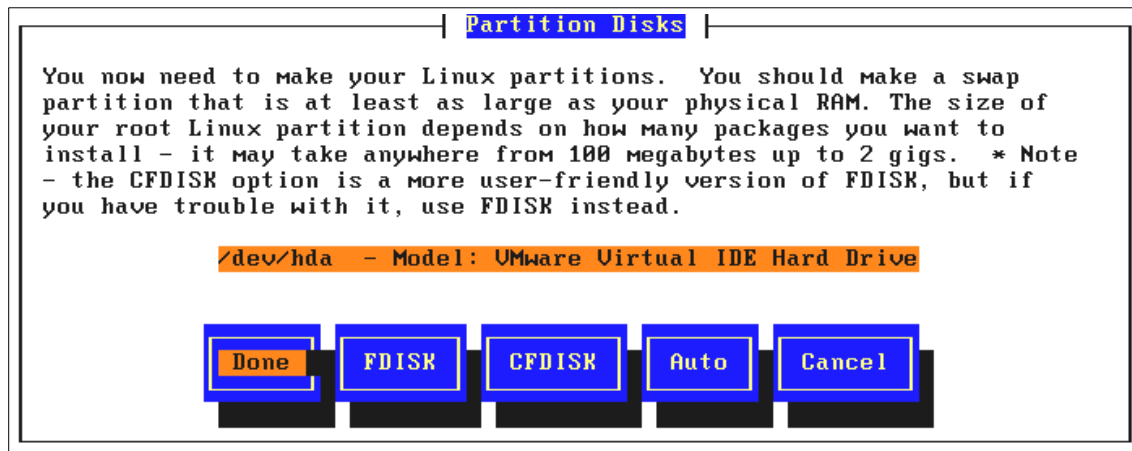 Partition Disks
You now need to make your Linux partitions.  You should make a swap
partition that is at least as large as your physical RAM. The size of
your root Linux partition depends on how many packages you want to
install - it may take anywhere from 100 megabytes up to 2 gigs.  * Note
- the CFDISK option is a more user-friendly version of FDISK, but if
you have trouble with it, use FDISK instead.
/dev/hda  - Model: VMware Virtual IDE Hard Drive
Done FDISK CFDISK Auto Cancel